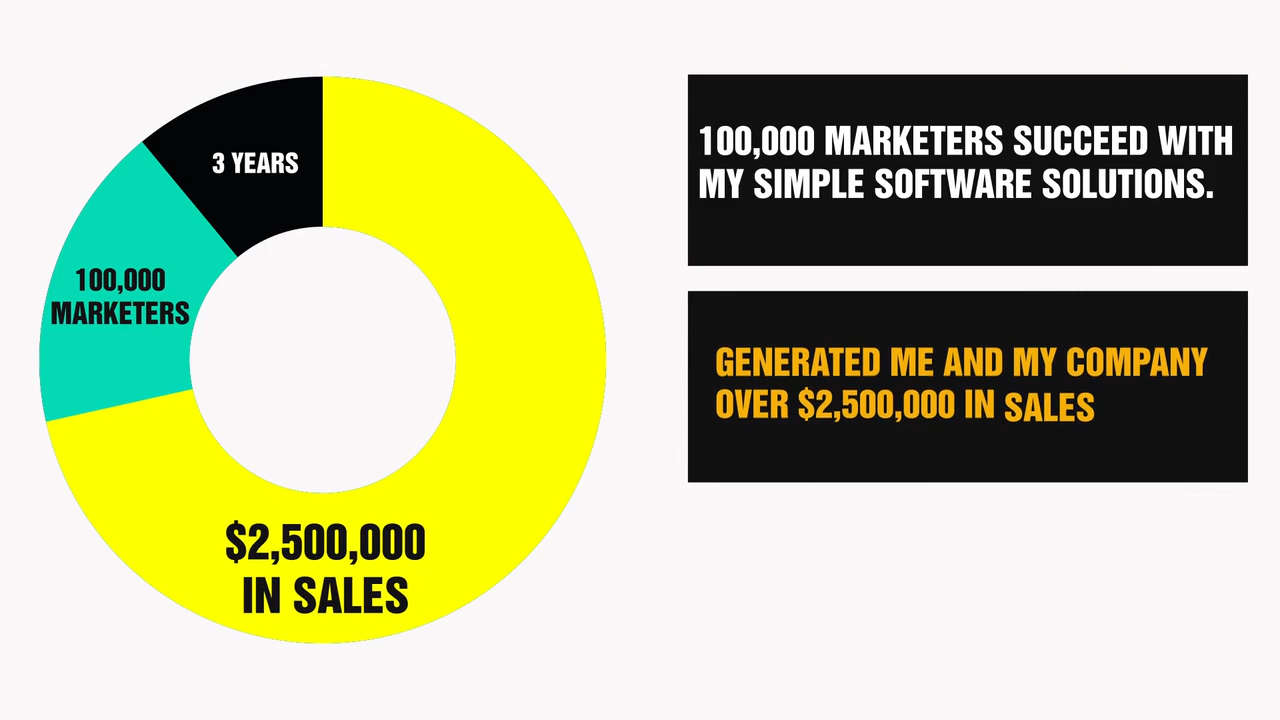 3 YEARS
100,000
MARKETERS
$2,500,000
IN SALES
100,000 MARKETERS SUCCEED WITH
MY SIMPLE SOFTWARE SOLUTIONS.
GENERATED ME AND MY COMPANY
OVER $2,500,000 IN SALES